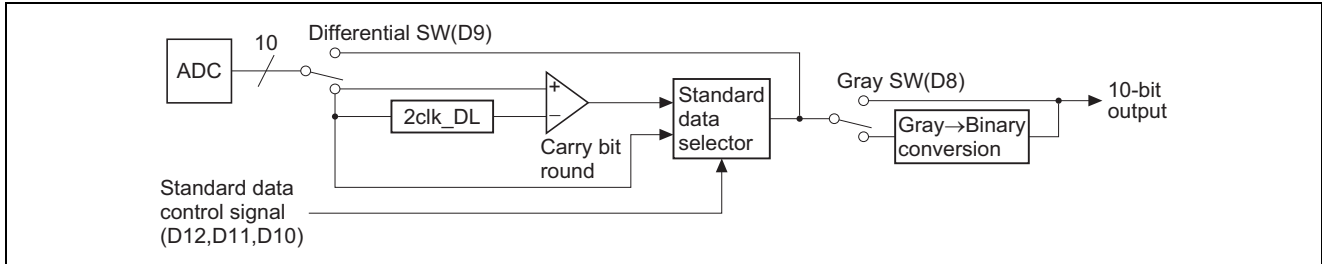 Differential SW(D9)
10
ADC
+
2clk_DL
−
Carry bit
round
Standard
data
selector
Gray SW(D8)
Gray→Binary
conversion
10-bit
output
Standard data
control signal
(D12,D11,D10)